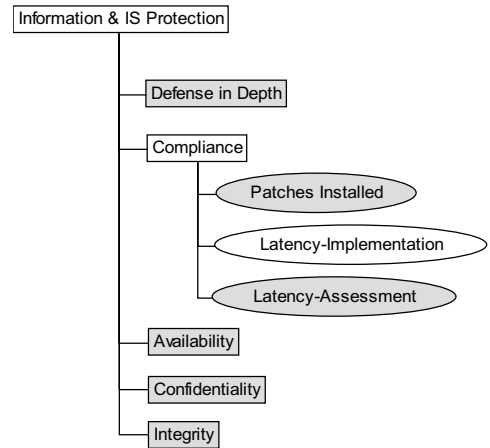 Information & IS Protection
Defense in Depth
Compliance
Patches Installed
Latency-Implementation
Latency-Assessment
Availability
Confidentiality
Integrity